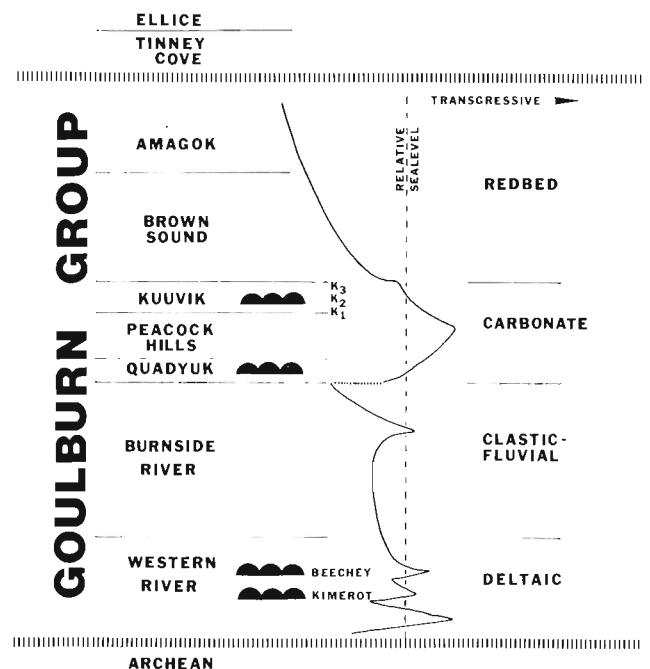 ELLICE
TINNEY
COVE
TRANSGRESSIVE
GOULBURN GROUP
AMAGOK
RELATIVE
SEALEVEL
REDBED
BROWN
SOUND
K3
KUUVIK
K2
K1
PEACOCK
HILLS
CARBONATE
QUADYUK
BURNSIDE
RIVER
CLASTIC-
FLUVIAL
WESTERN
RIVER
BEECHEY
KIMEROT
DELTAIC
ARCHEAN